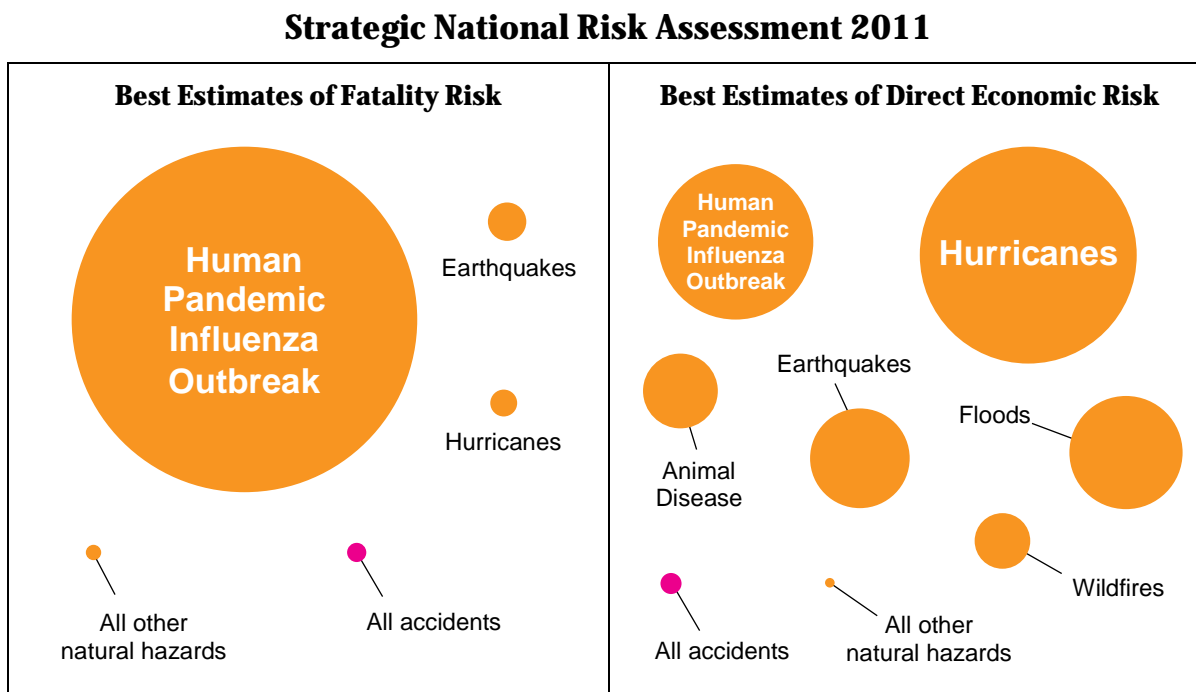 Strategic National Risk Assessment 2011
Best Estimates of Fatality Risk
Human
Pandemic
Influenza
Outbreak
Earthquakes
Hurricanes
All other
natural hazards
All accidents
Best Estimates of Direct Economic Risk
Human
Pandemic
Influenza
Outbreak
Hurricanes
Earthquakes
Floods
Animal
Disease
Wildfires
All accidents
All other
natural hazards